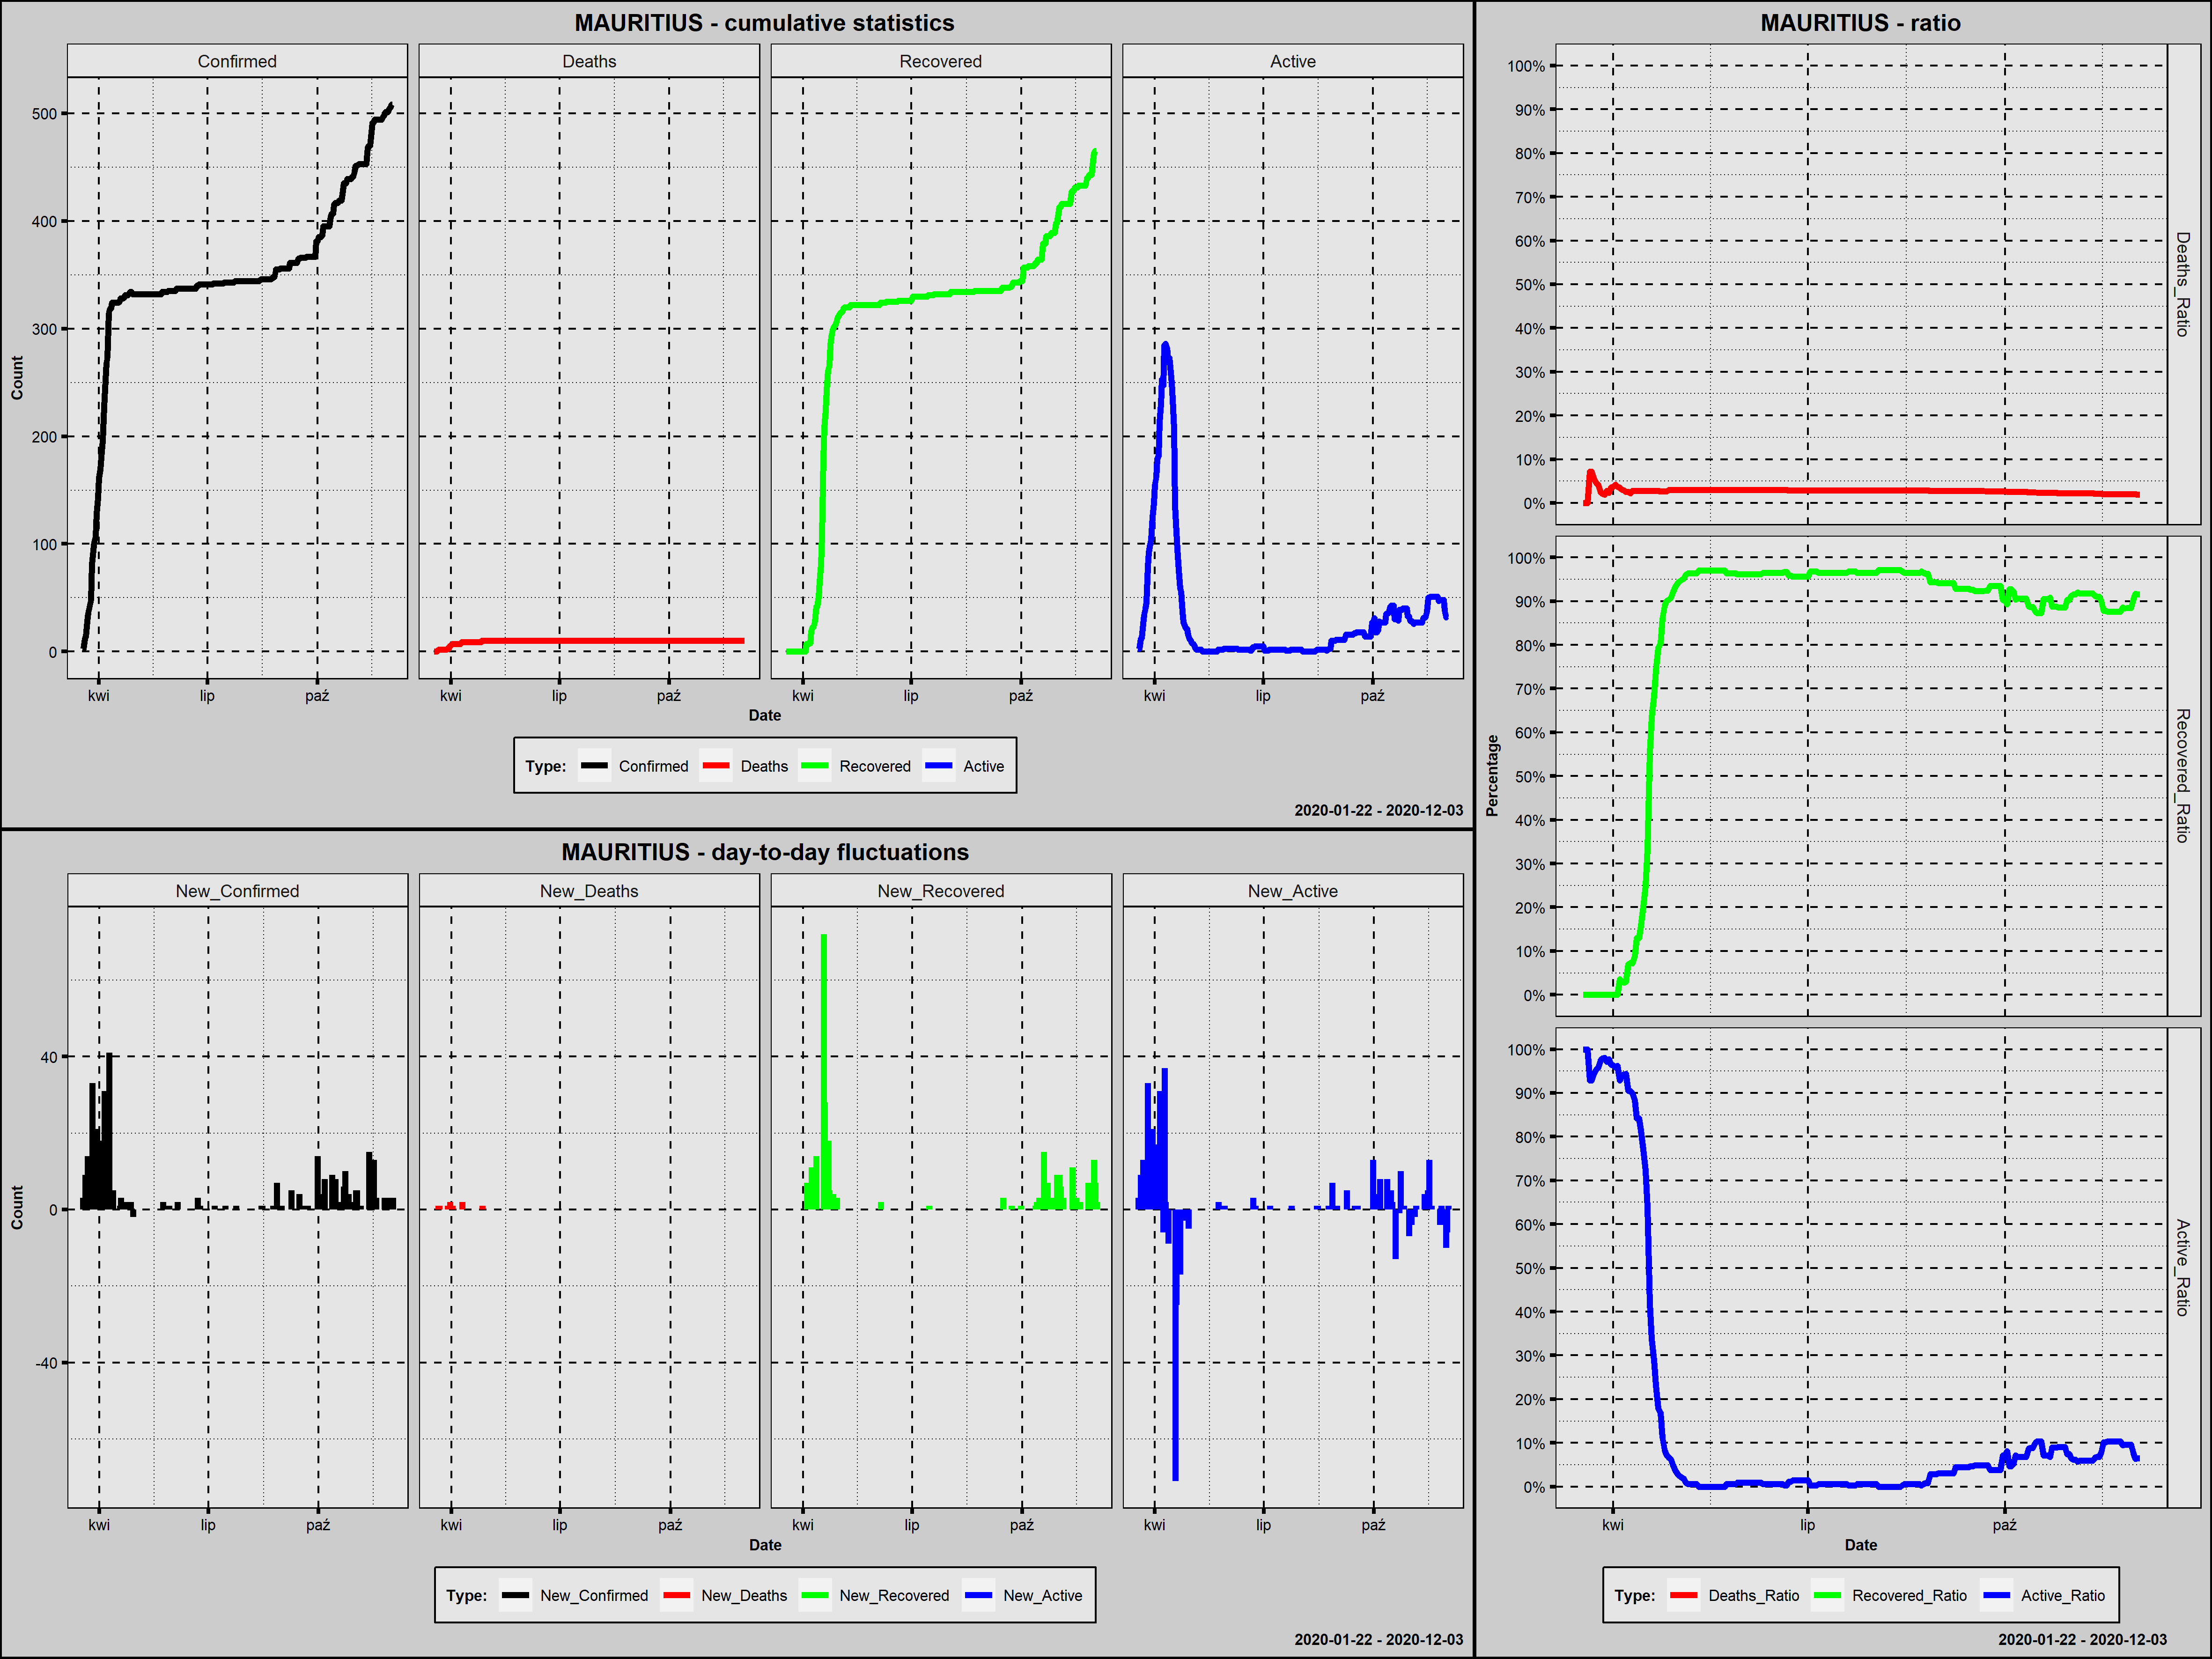 MAURITIUS - cumulative statistics
Confirmed Deaths Recovered Active
Count
500
400
300
200
100
0
kwi lip paź kwi lip paź kwi lip paź kwi lip paź
Date
Type: Confirmed Deaths Recovered Active
2020-01-22 - 2020-12-03
MAURITIUS - day-to-day fluctuations
New_Confirmed New_Deaths New_Recovered New_Active
Count
40
0
-40
kwi lip paź kwi lip paź kwi lip paź kwi lip paź
Date
Type: New_Confirmed New_Deaths New_Recovered New_Active
2020-01-22 - 2020-12-03
MAURITIUS - ratio
Percentage
100%
90%
80%
70%
60%
50%
40%
30%
20%
10%
0%
Deaths_Ratio
100%
90%
80%
70%
60%
50%
40%
30%
20%
10%
0%
Recovered_Ratio
100%
90%
80%
70%
60%
50%
40%
30%
20%
10%
0%
Active_Ratio
kwi lip paź
Date
Type: Deaths_Ratio Recovered_Ratio Active_Ratio
2020-01-22 - 2020-12-03